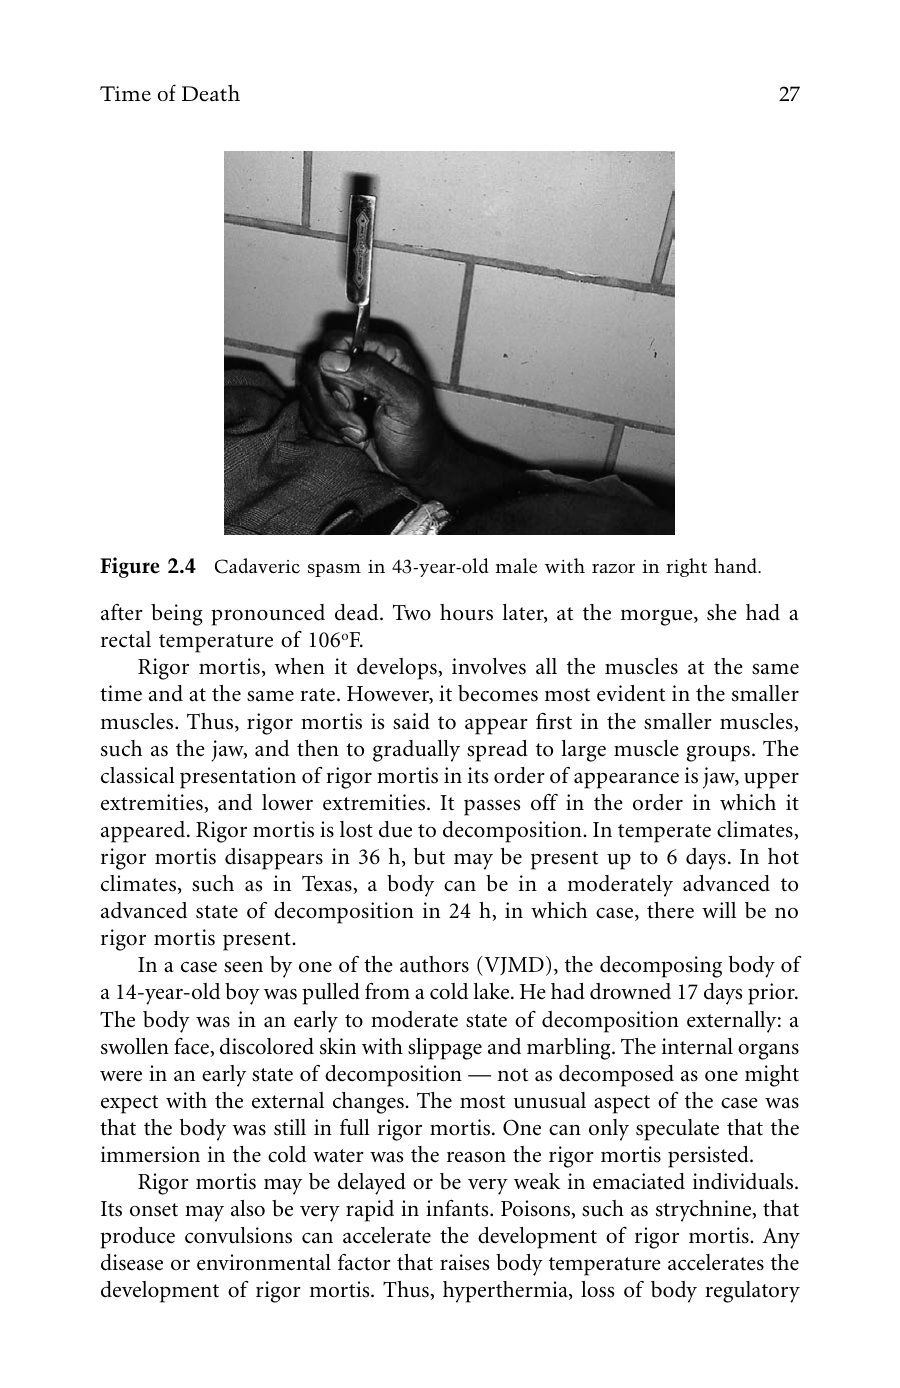 Time of Death 27
Figure 2.4 Cadaveric spasm in 43-year-old male with razor in right hand.
after being pronounced dead. Two hours later, at the morgue, she had a
rectal temperature of 106°F.
Rigor mortis, when it develops, involves all the muscles at the same
time and at the same rate. However, it becomes most evident in the smaller
muscles. Thus, rigor mortis is said to appear first in the smaller muscles,
such as the jaw, and then to gradually spread to large muscle groups. The
classical presentation of rigor mortis in its order of appearance is jaw, upper
extremities, and lower extremities. It passes off in the order in which it
appeared. Rigor mortis is lost due to decomposition. In temperate climates,
rigor mortis disappears in 36 h, but may be present up to 6 days. In hot
climates, such as in Texas, a body can be in a moderately advanced to
advanced state of decomposition in 24 h, in which case, there will be no
rigor mortis present.
In a case seen by one of the authors (VJMD), the decomposing body of
a 14-year-old boy was pulled from a cold lake. He had drowned 17 days prior.
The body was in an early to moderate state of decomposition externally: a
swollen face, discolored skin with slippage and marbling. The internal organs
were in an early state of decomposition — not as decomposed as one might
expect with the external changes. The most unusual aspect of the case was
that the body was still in full rigor mortis. One can only speculate that the
immersion in the cold water was the reason the rigor mortis persisted.
Rigor mortis may be delayed or be very weak in emaciated individuals.
Its onset may also be very rapid in infants. Poisons, such as strychnine, that
produce convulsions can accelerate the development of rigor mortis. Any
disease or environmental factor that raises body temperature accelerates the
development of rigor mortis. Thus, hyperthermia, loss of body regulatory